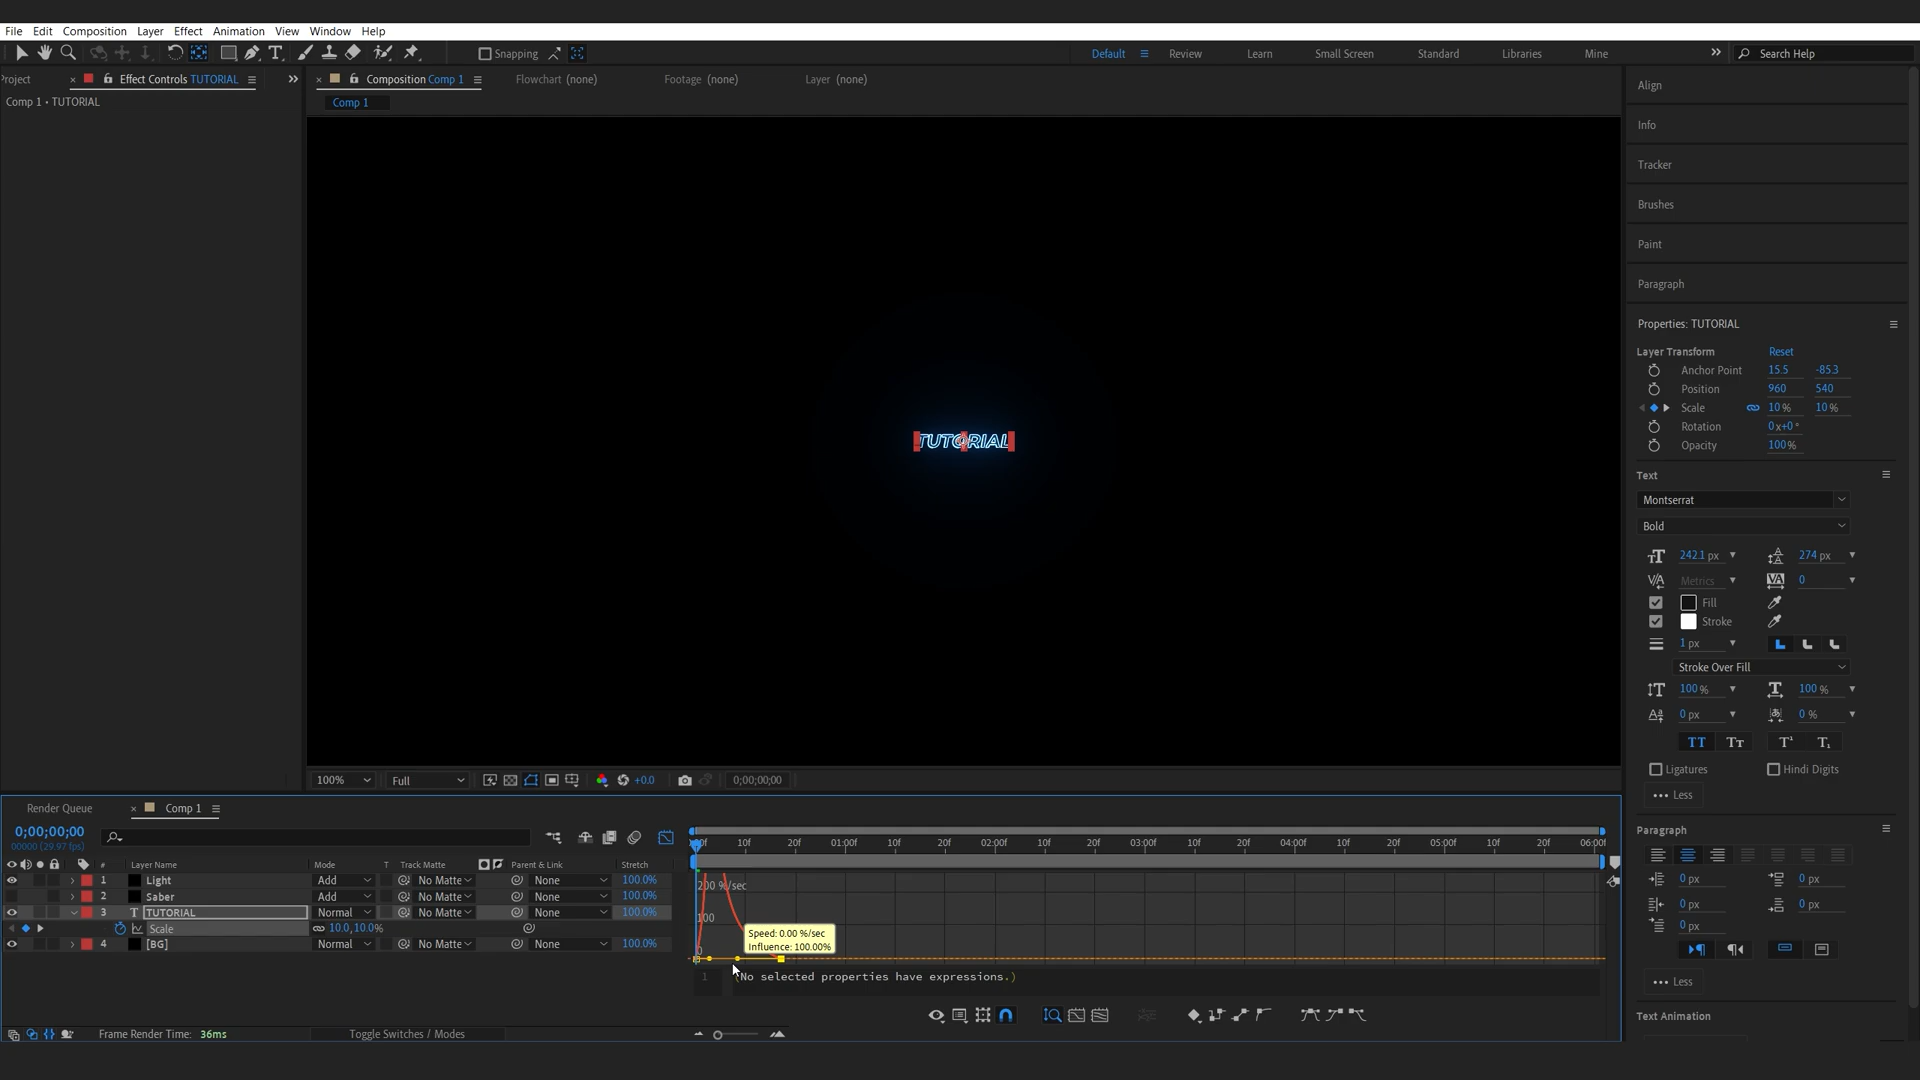 File Edit Composition Layer Effect Animation View Window Help
Snapping
Default Review Learn Small Screen Standard Libraries Mine Search Help
roject Effect Controls TUTORIAL Composition Comp 1 Flowchart (none) Footage (none) Layer (none)
Comp 1 • TUTORIAL
Comp 1
TUTORIAL
Align
Info
Tracker
Brushes
Paint
Paragraph
Properties: TUTORIAL
Layer Transform Reset
Anchor Point 15.5 -85.3
Position 960 540
Scale 10% 10%
Rotation 0x+0°
Opacity 100%
Text
Montserrat
Bold
242.1 px 274 px
Metrics 0
Fill
Stroke
1 px
Stroke Over Fill
100% 100%
0 px 0%
TT Tт T¹ T₁
Ligatures Hindi Digits
Less
Paragraph
0 px 0 px
0 px 0 px
0 px
Less
Text Animation
100% Full +0.0 0;00;00;00
Render Queue Comp 1
0;00;00;00
00000 (29.97 fps)
# Layer Name Mode T Track Matte Parent & Link Stretch
1 Light Add No Matte None 100.0%
2 Saber Add No Matte None 100.0%
3 T TUTORIAL Normal No Matte None 100.0%
Scale 10.0,10.0%
4 [BG] Normal No Matte None 100.0%
10f 20f 01:00f 10f 20f 02:00f 10f 20f 03:00f 10f 20f 04:00f 10f 20f 05:00f 10f 20f 06:00f
200 %/sec
100
0
Speed: 0.00 %/sec
Influence: 100.00%
1 (No selected properties have expressions.)
Frame Render Time: 36ms Toggle Switches / Modes